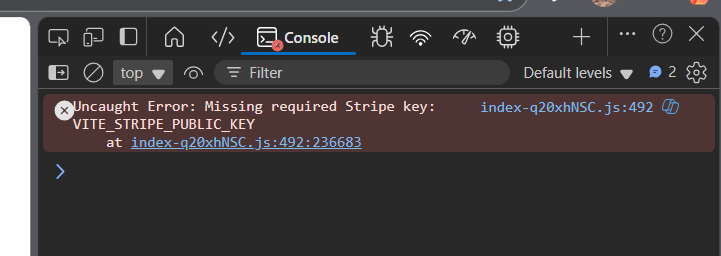 Console
top
Filter
Default levels
2
Uncaught Error: Missing required Stripe key: index-q20xhNSC.js:492
VITE_STRIPE_PUBLIC_KEY
at index-q20xhNSC.js:492:236683